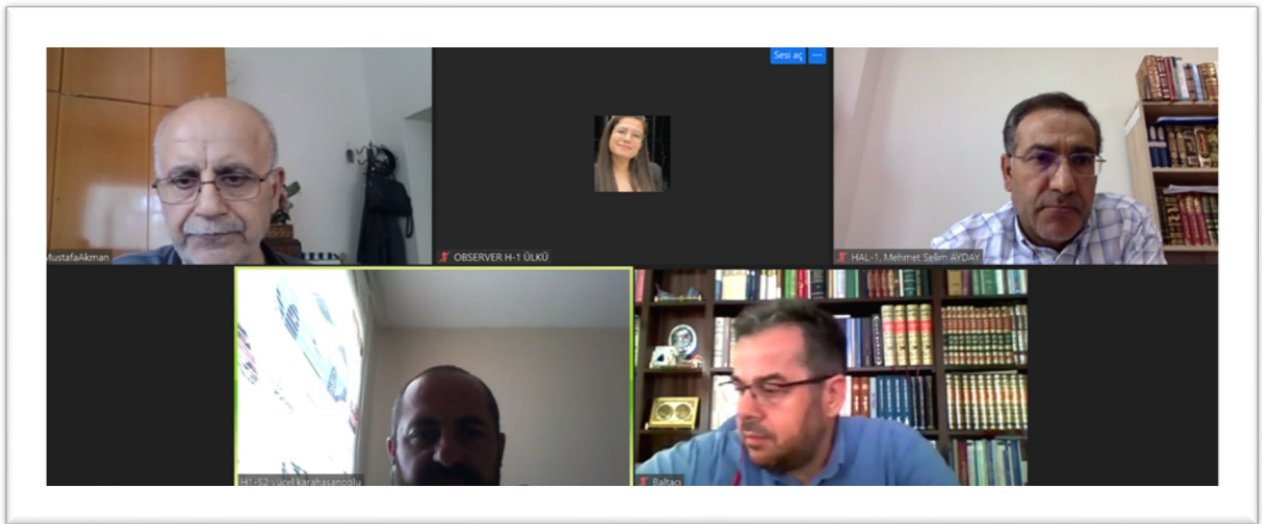 Sesi aç
MustafaAkman
OBSERVER H-1 ÜLKÜ
HAL-1, Mehmet Selim AYDAY
H1-S2 yücel karahasanoglu
Baltacı